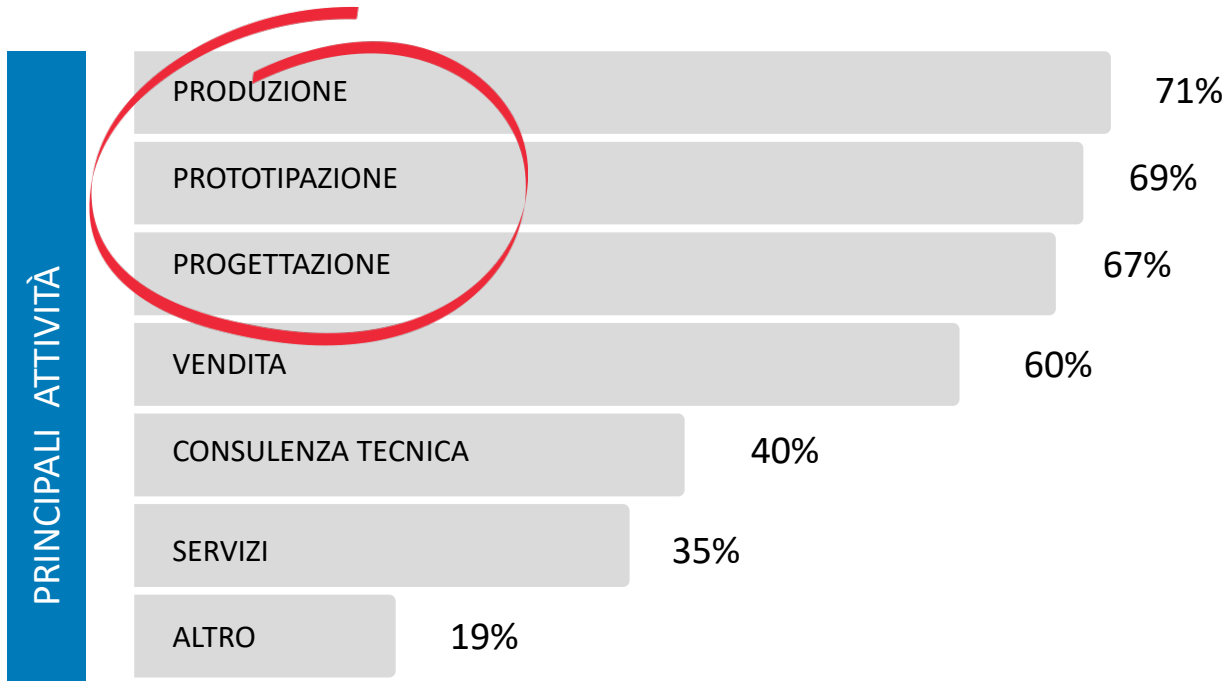 PRINCIPALI ATTIVITÀ
PRODUZIONE 71%
PROTOTIPAZIONE 69%
PROGETTAZIONE 67%
VENDITA 60%
CONSULENZA TECNICA 40%
SERVIZI 35%
ALTRO 19%